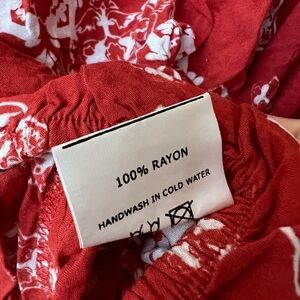 100% RAYON
HANDWASH IN COLD WATER